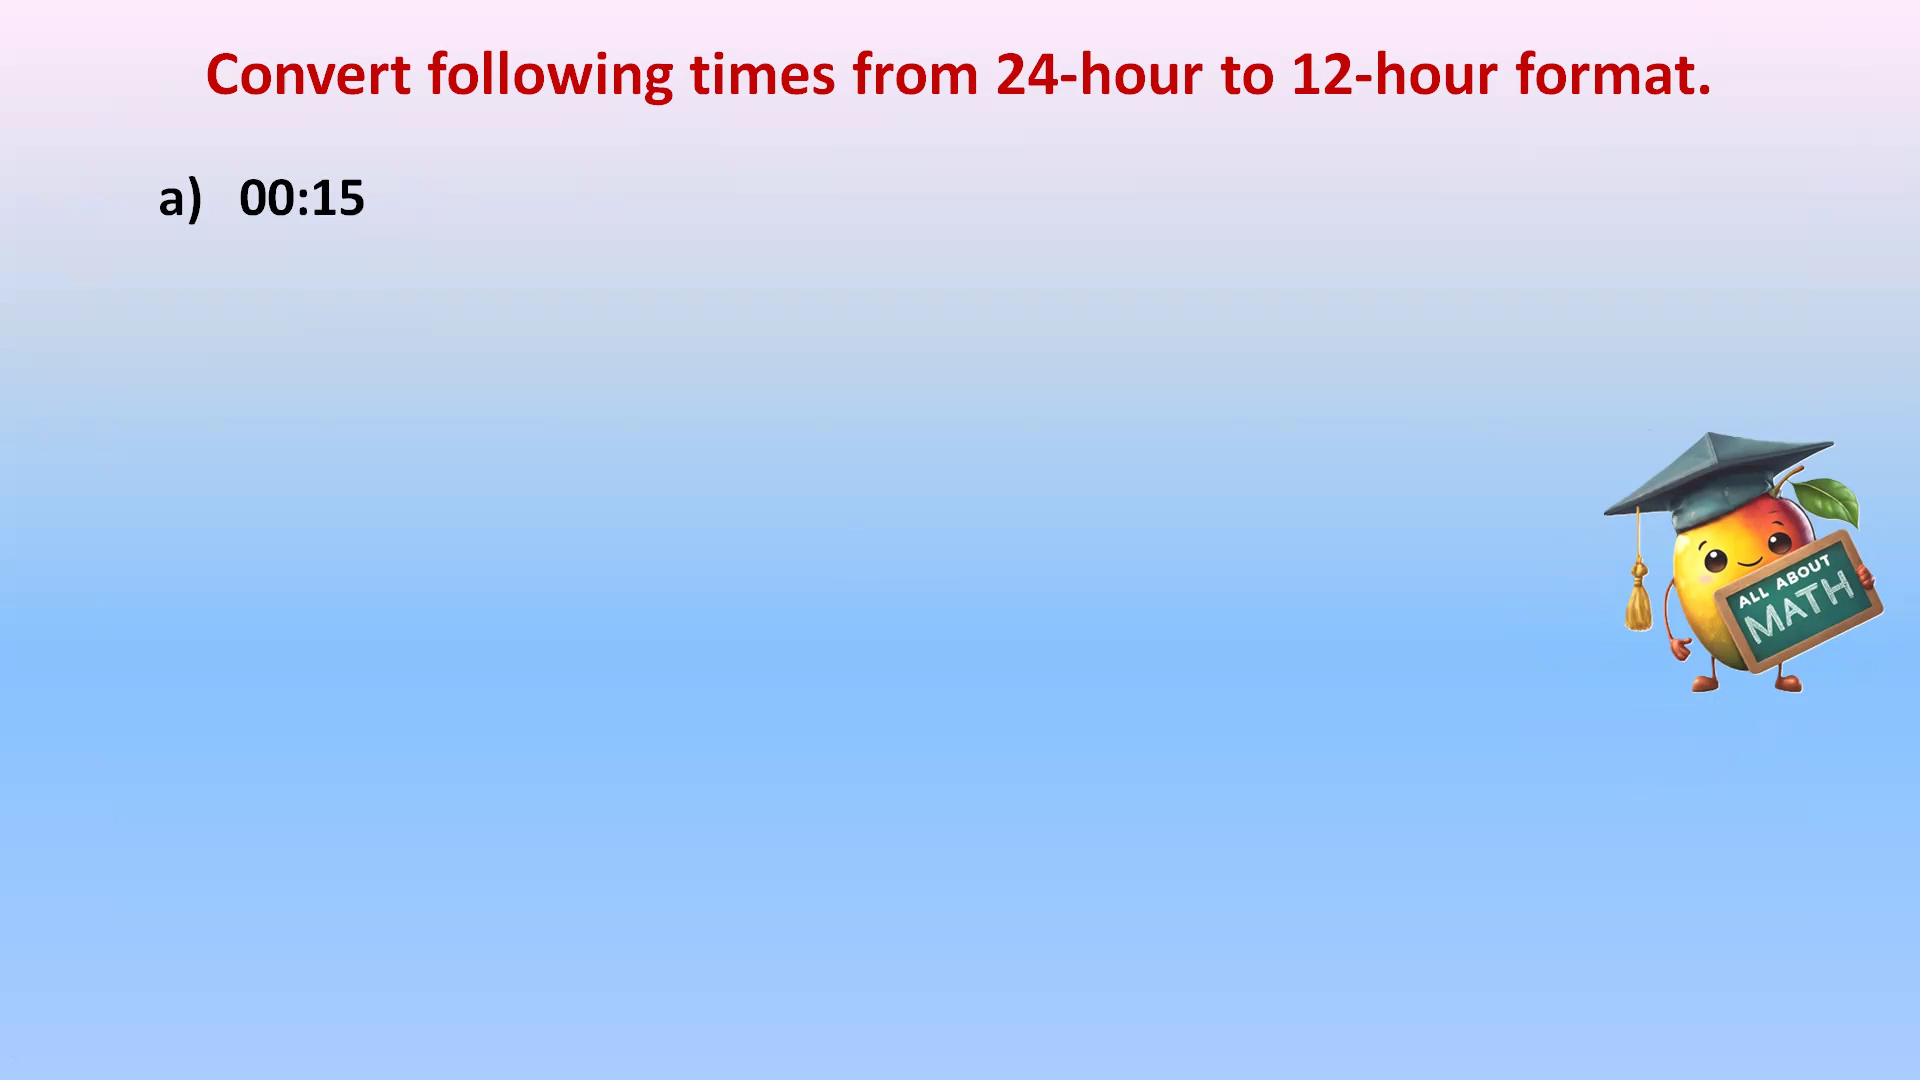 Convert following times from 24-hour to 12-hour format.
a) 00:15
ALL ABOUT
MATH